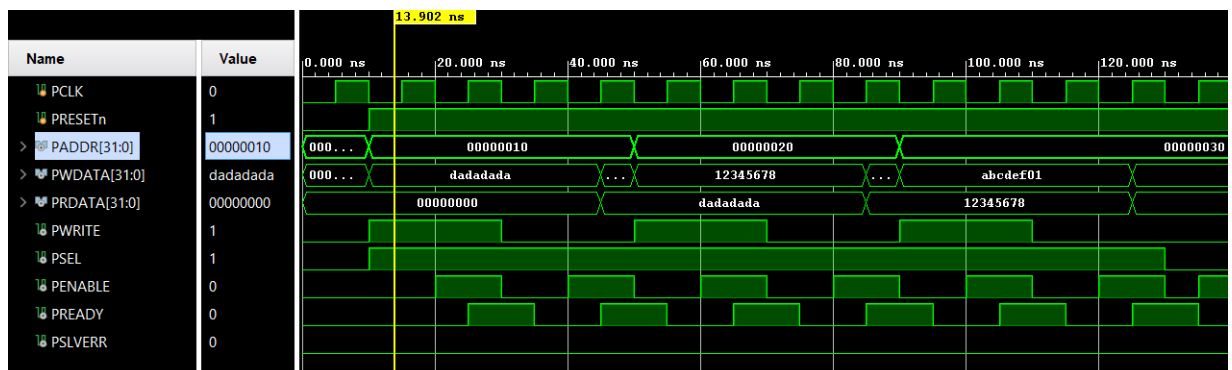 13.902 ns
Name Value 0.000 ns 20.000 ns 40.000 ns 60.000 ns 80.000 ns 100.000 ns 120.000 ns
PCLK 0
PRESETn 1
PADDR[31:0] 00000010 000... 00000010 00000020 00000030
PWDATA[31:0] dadadada 000... dadadada ... 12345678 ... abcdef01
PRDATA[31:0] 00000000 00000000 dadadada 12345678
PWRITE 1
PSEL 1
PENABLE 0
PREADY 0
PSLVERR 0